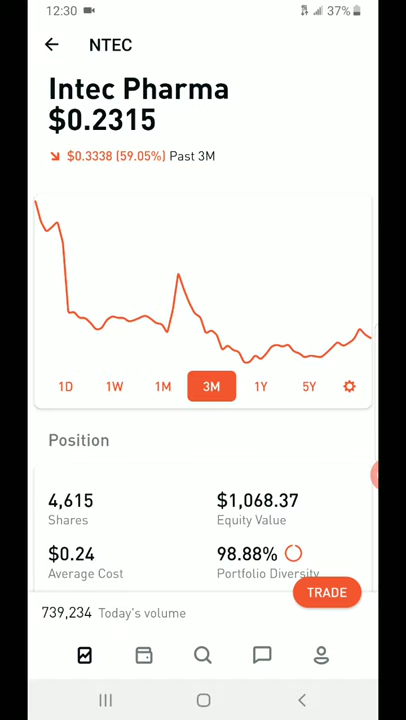 12:30 37%
NTEC
Intec Pharma
$0.2315
$0.3338 (59.05%) Past 3M
1D 1W 1M 3M 1Y 5Y
Position
4,615 $1,068.37
Shares Equity Value
$0.24 98.88%
Average Cost Portfolio Diversity
TRADE
739,234 Today's volume